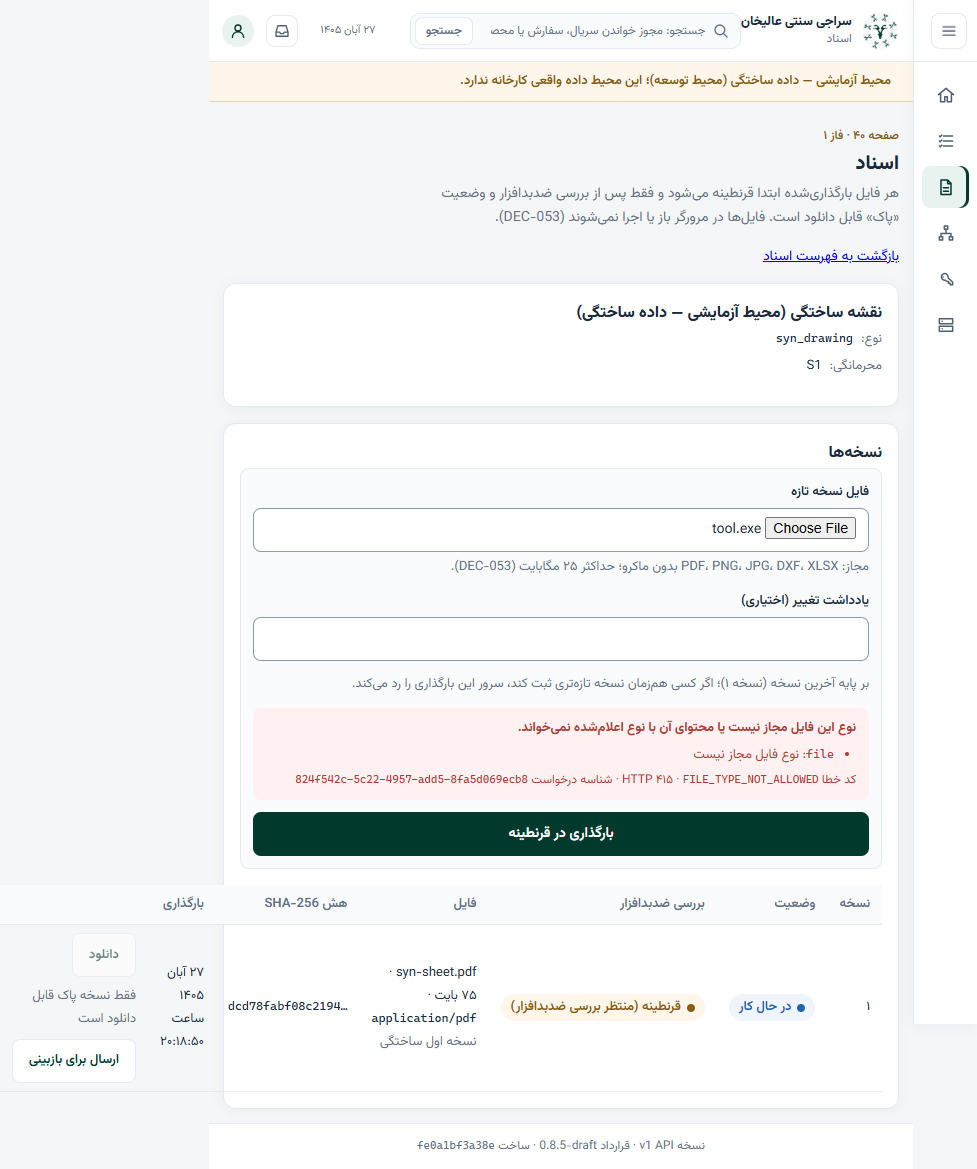 سراجی سنتی عالیخان
اسناد
جستجو: مجوز خواندن سریال، سفارش یا محص
جستجو
۲۷ آبان ۱۴۰۵
محیط آزمایشی — داده ساختگی (محیط توسعه)؛ این محیط داده واقعی کارخانه ندارد.
صفحه ۴۰ · فاز ۱
اسناد
هر فایل بارگذاری‌شده ابتدا قرنطینه می‌شود و فقط پس از بررسی ضدبدافزار و وضعیت
«پاک» قابل دانلود است. فایل‌ها در مرورگر باز یا اجرا نمی‌شوند (DEC-053).
بازگشت به فهرست اسناد
نقشه ساختگی (محیط آزمایشی — داده ساختگی)
نوع: syn_drawing
محرمانگی: S1
نسخه‌ها
فایل نسخه تازه
Choose File tool.exe
مجاز: PDF، PNG، JPG، DXF، XLSX بدون ماکرو؛ حداکثر ۲۵ مگابایت (DEC-053).
یادداشت تغییر (اختیاری)
بر پایه آخرین نسخه (نسخه ۱)؛ اگر کسی هم‌زمان نسخه تازه‌تری ثبت کند، سرور این بارگذاری را رد می‌کند.
نوع این فایل مجاز نیست یا محتوای آن با نوع اعلام‌شده نمی‌خواند.
• file: نوع فایل مجاز نیست
کد خطا FILE_TYPE_NOT_ALLOWED · HTTP ۴۱۵ · شناسه درخواست 824f542c-5c22-4957-add5-8fa5d069ecb8
بارگذاری در قرنطینه
نسخه وضعیت بررسی ضدبدافزار فایل هش SHA-256 بارگذاری
۱
در حال کار
قرنطینه (منتظر بررسی ضدبدافزار)
syn-sheet.pdf ·
۷۵ بایت ·
application/pdf
نسخه اول ساختگی
dcd78fabf08c2194…
۲۷ آبان
۱۴۰۵
ساعت
۲۰:۱۸:۵۰
دانلود
فقط نسخه پاک قابل
دانلود است
ارسال برای بازبینی
نسخه API v1 · قرارداد 0.8.5-draft · ساخت fe0a1bf3a38e